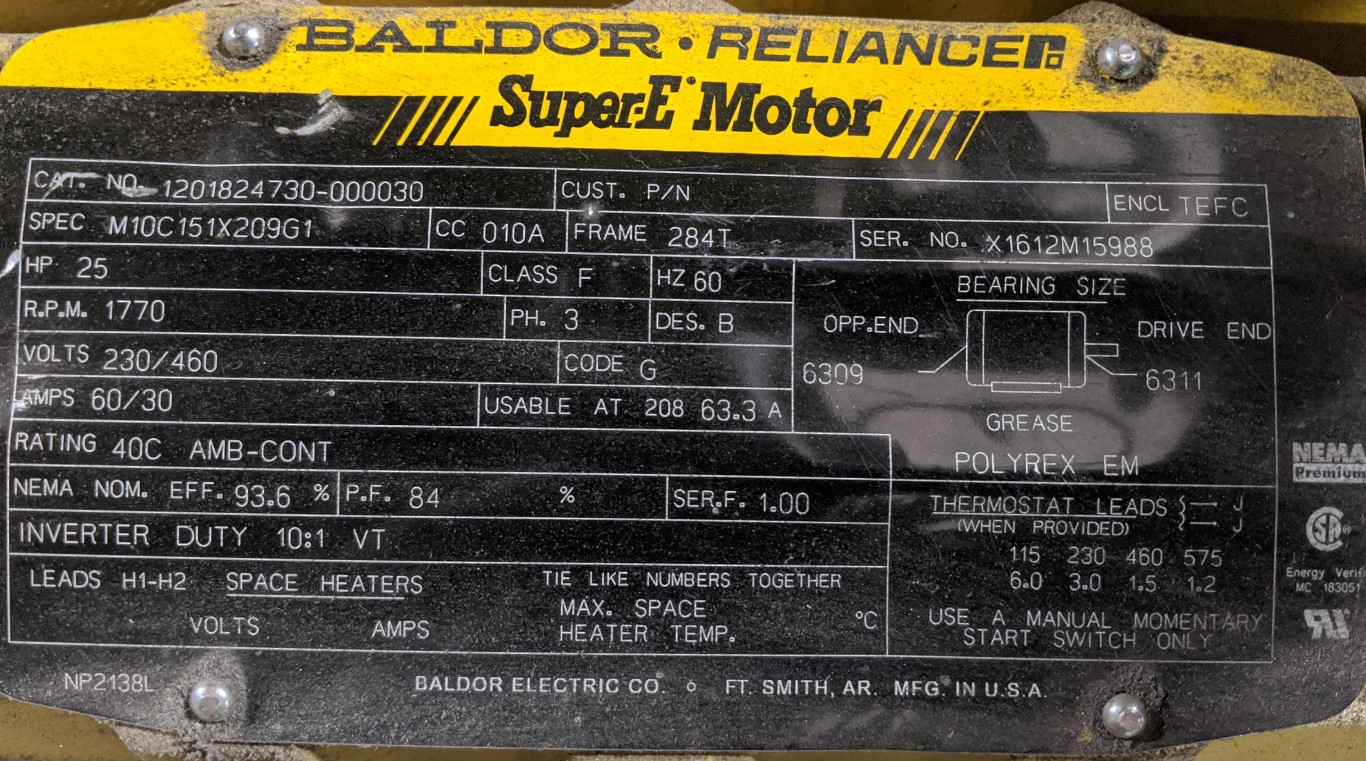 BALDOR • RELIANCER
Super-E® Motor
CAT. NO. 1201824730-000030 CUST. P/N ENCL TEFC
SPEC M10C151X209G1 CC 010A FRAME 284T SER. NO. X1612M15988
HP 25 CLASS F HZ 60
R.P.M. 1770 PH. 3 DES. B
VOLTS 230/460 CODE G
AMPS 60/30 USABLE AT 208 63.3 A
BEARING SIZE
OPP.END DRIVE END
6309 6311
GREASE
POLYREX EM
RATING 40C AMB-CONT
NEMA NOM. EFF. 93.6 % P.F. 84 % SER.F. 1.00
INVERTER DUTY 10:1 VT
LEADS H1-H2 SPACE HEATERS TIE LIKE NUMBERS TOGETHER
VOLTS AMPS
MAX. SPACE
HEATER TEMP. °C
THERMOSTAT LEADS J
(WHEN PROVIDED) J
115 230 460 575
6.0 3.0 1.5 1.2
USE A MANUAL MOMENTARY
START SWITCH ONLY
NEMA
Premium
SA®
Energy Verifi
MC 183051
RU
NP2138L
BALDOR ELECTRIC CO. o FT. SMITH, AR. MFG. IN U.S.A.